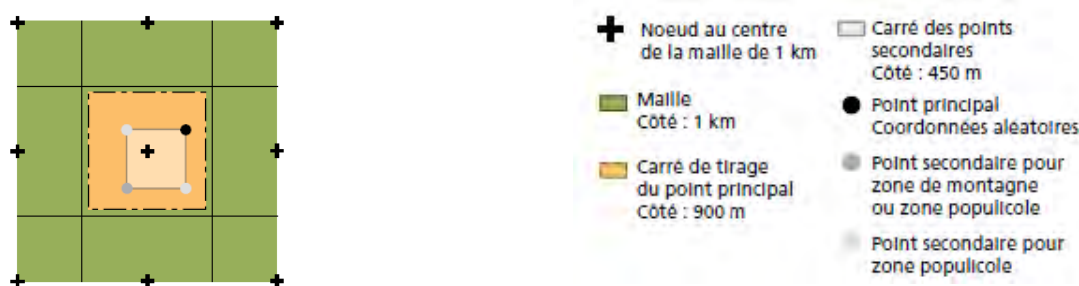 Noeud au centre
de la maille de 1 km
Maille
Côté : 1 km
Carré de tirage
du point principal
Côté : 900 m
Carré des points
secondaires
Côté : 450 m
Point principal
Coordonnées aléatoires
Point secondaire pour
zone de montagne
ou zone populicole
Point secondaire pour
zone populicole